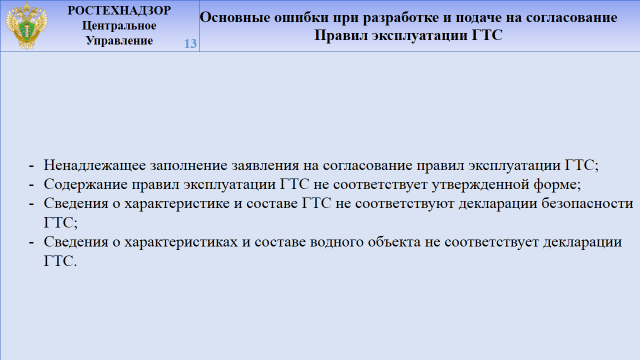 РОСТЕХНАДЗОР
Центральное
Управление
13
Основные ошибки при разработке и подаче на согласование
Правил эксплуатации ГТС
- Ненадлежащее заполнение заявления на согласование правил эксплуатации ГТС;
- Содержание правил эксплуатации ГТС не соответствует утвержденной форме;
- Сведения о характеристике и составе ГТС не соответствуют декларации безопасности
ГТС;
- Сведения о характеристиках и составе водного объекта не соответствует декларации
ГТС.